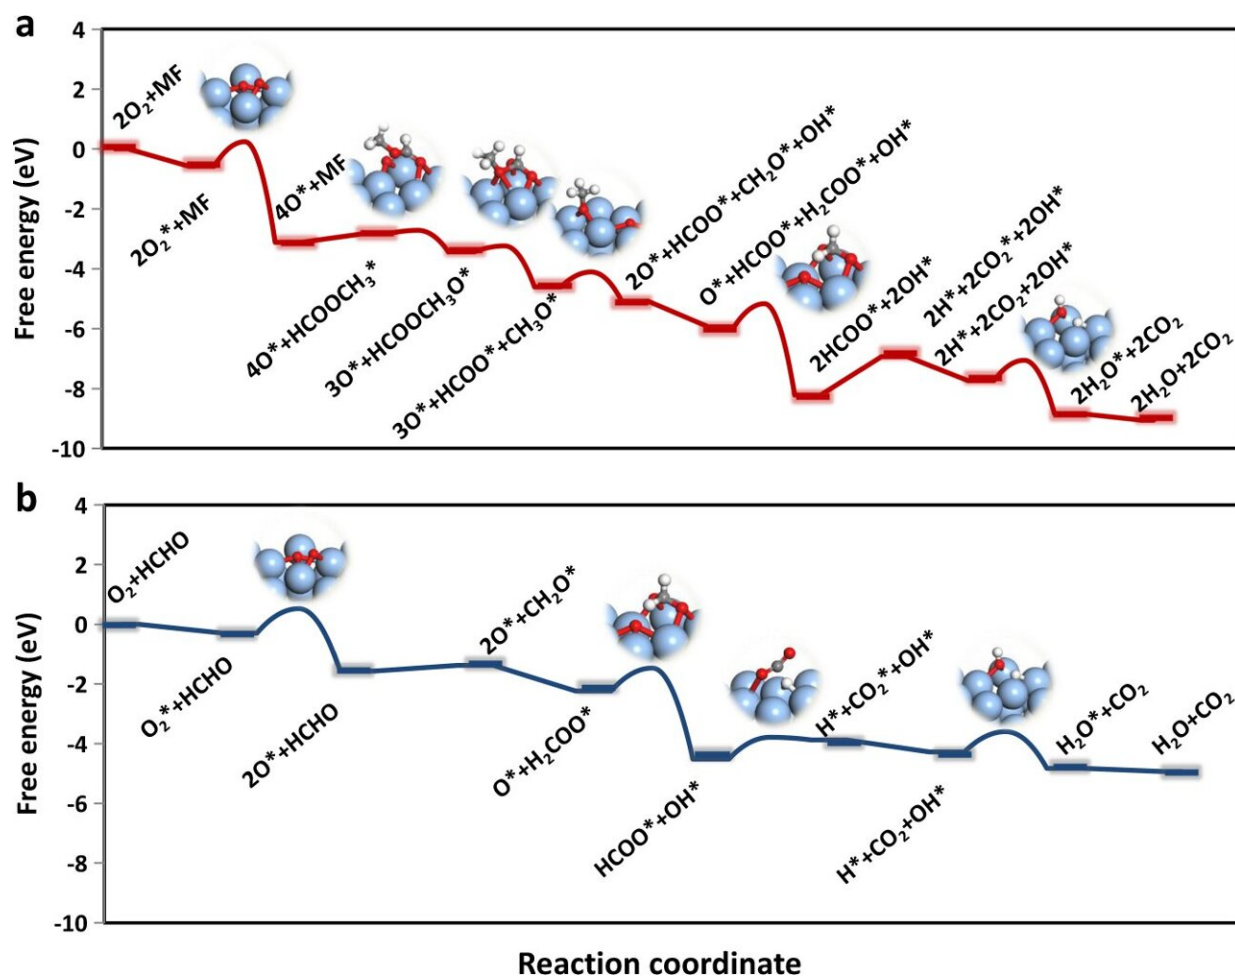 a
Free energy (eV)
4
2
0
-2
-4
-6
-8
-10
2O₂+MF
2O₂*+MF
4O*+MF
4O*+HCOOCH₃*
3O*+HCOOCH₃O*
3O*+HCOO*+CH₃O*
2O*+HCOO*+CH₂O*+OH*
O*+HCOO*+H₂COO*+OH*
2HCOO*+2OH*
2H*+2CO₂*+2OH*
2H*+2CO₂+2OH*
2H₂O*+2CO₂
2H₂O+2CO₂
b
Free energy (eV)
4
2
0
-2
-4
-6
-8
-10
O₂+HCHO
O₂*+HCHO
2O*+HCHO
2O*+CH₂O*
O*+H₂COO*
HCOO*+OH*
H*+CO₂*+OH*
H*+CO₂+OH*
H₂O*+CO₂
H₂O+CO₂
Reaction coordinate